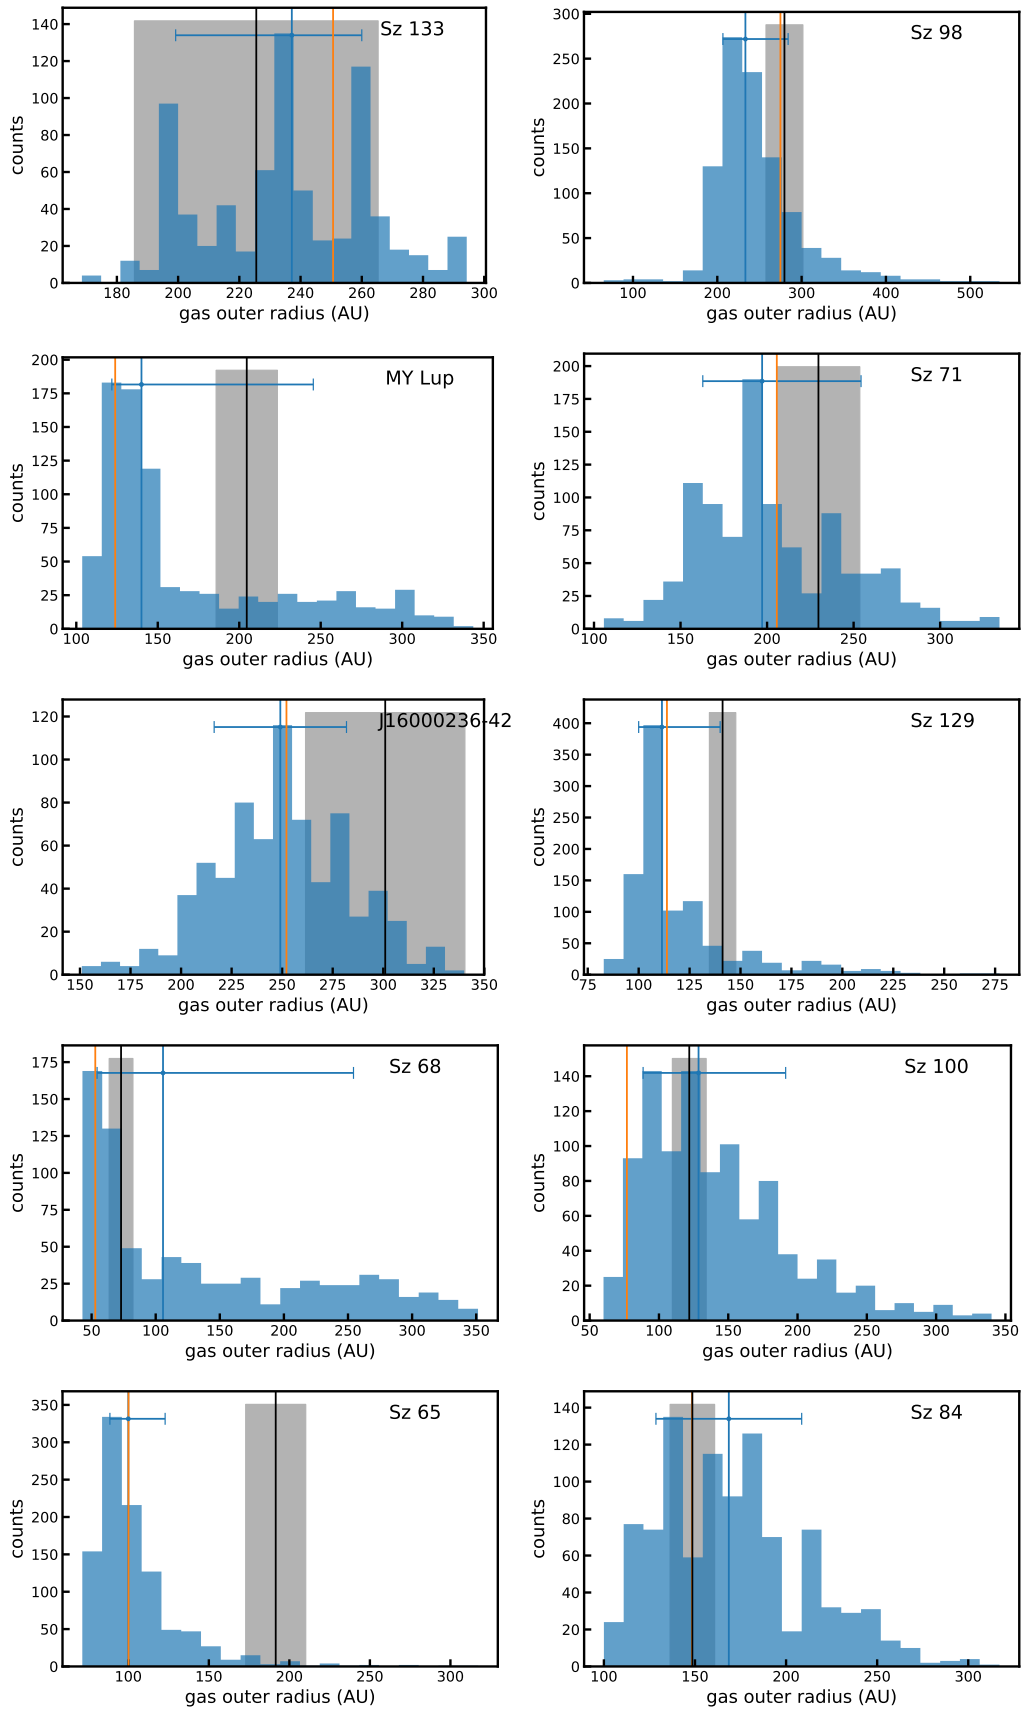 Sz 133
counts
140
120
100
80
60
40
20
0
180 200 220 240 260 280 300
gas outer radius (AU)
Sz 98
counts
300
250
200
150
100
50
0
100 200 300 400 500
gas outer radius (AU)
MY Lup
counts
200
175
150
125
100
75
50
25
0
100 150 200 250 300 350
gas outer radius (AU)
Sz 71
counts
200
175
150
125
100
75
50
25
0
100 150 200 250 300
gas outer radius (AU)
J16000236-42
counts
120
100
80
60
40
20
0
150 175 200 225 250 275 300 325 350
gas outer radius (AU)
Sz 129
counts
400
350
300
250
200
150
100
50
0
75 100 125 150 175 200 225 250 275
gas outer radius (AU)
Sz 68
counts
175
150
125
100
75
50
25
0
50 100 150 200 250 300 350
gas outer radius (AU)
Sz 100
counts
140
120
100
80
60
40
20
0
50 100 150 200 250 300 350
gas outer radius (AU)
Sz 65
counts
350
300
250
200
150
100
50
0
100 150 200 250 300
gas outer radius (AU)
Sz 84
counts
140
120
100
80
60
40
20
0
100 150 200 250 300
gas outer radius (AU)